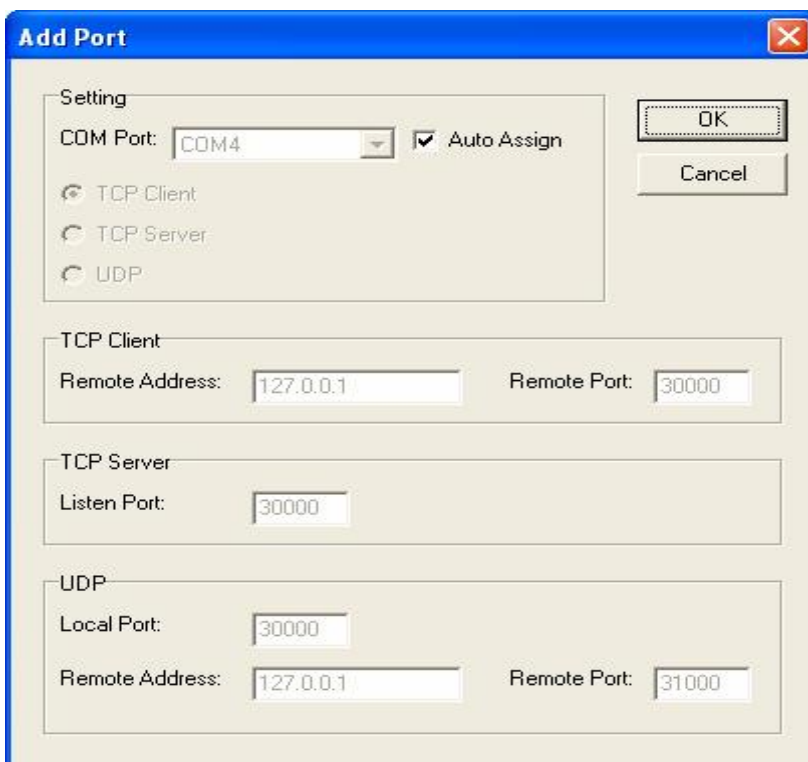 Add Port
Setting
COM Port: COM4 Auto Assign
TCP Client
TCP Server
UDP
OK
Cancel
TCP Client
Remote Address: 127.0.0.1 Remote Port: 30000
TCP Server
Listen Port: 30000
UDP
Local Port: 30000
Remote Address: 127.0.0.1 Remote Port: 31000